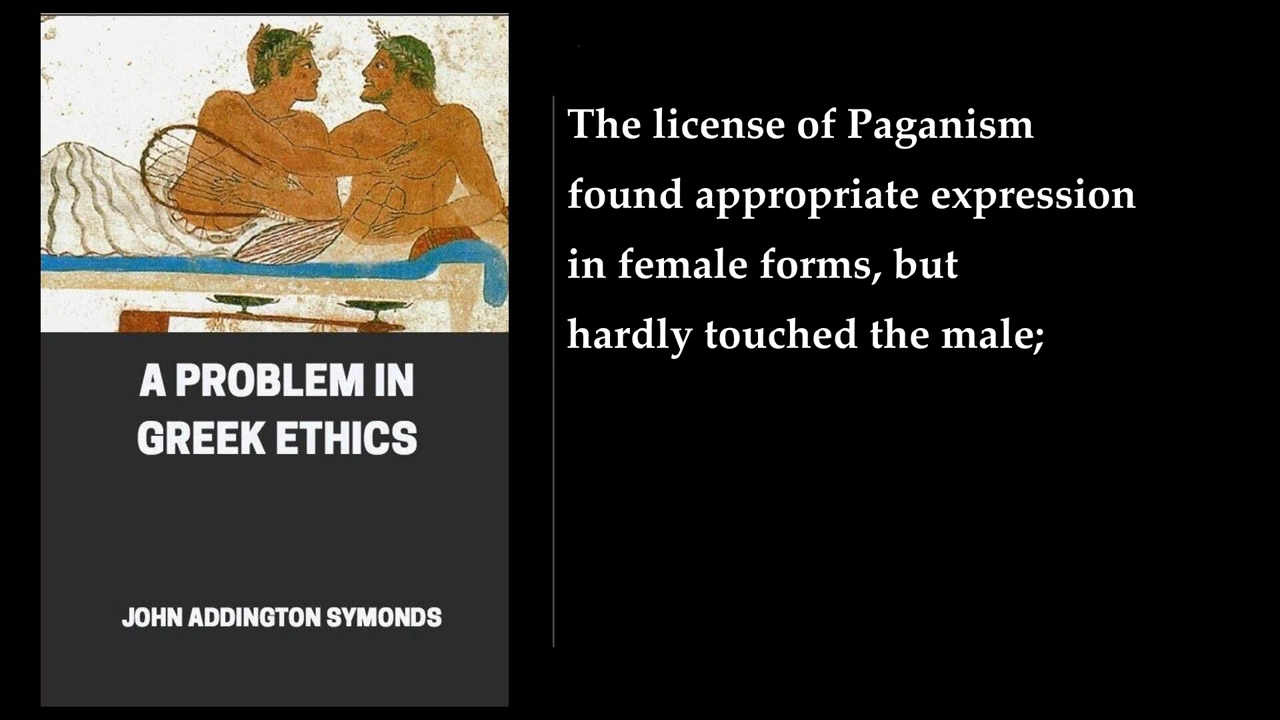 A PROBLEM IN
GREEK ETHICS
JOHN ADDINGTON SYMONDS
The license of Paganism
found appropriate expression
in female forms, but
hardly touched the male;